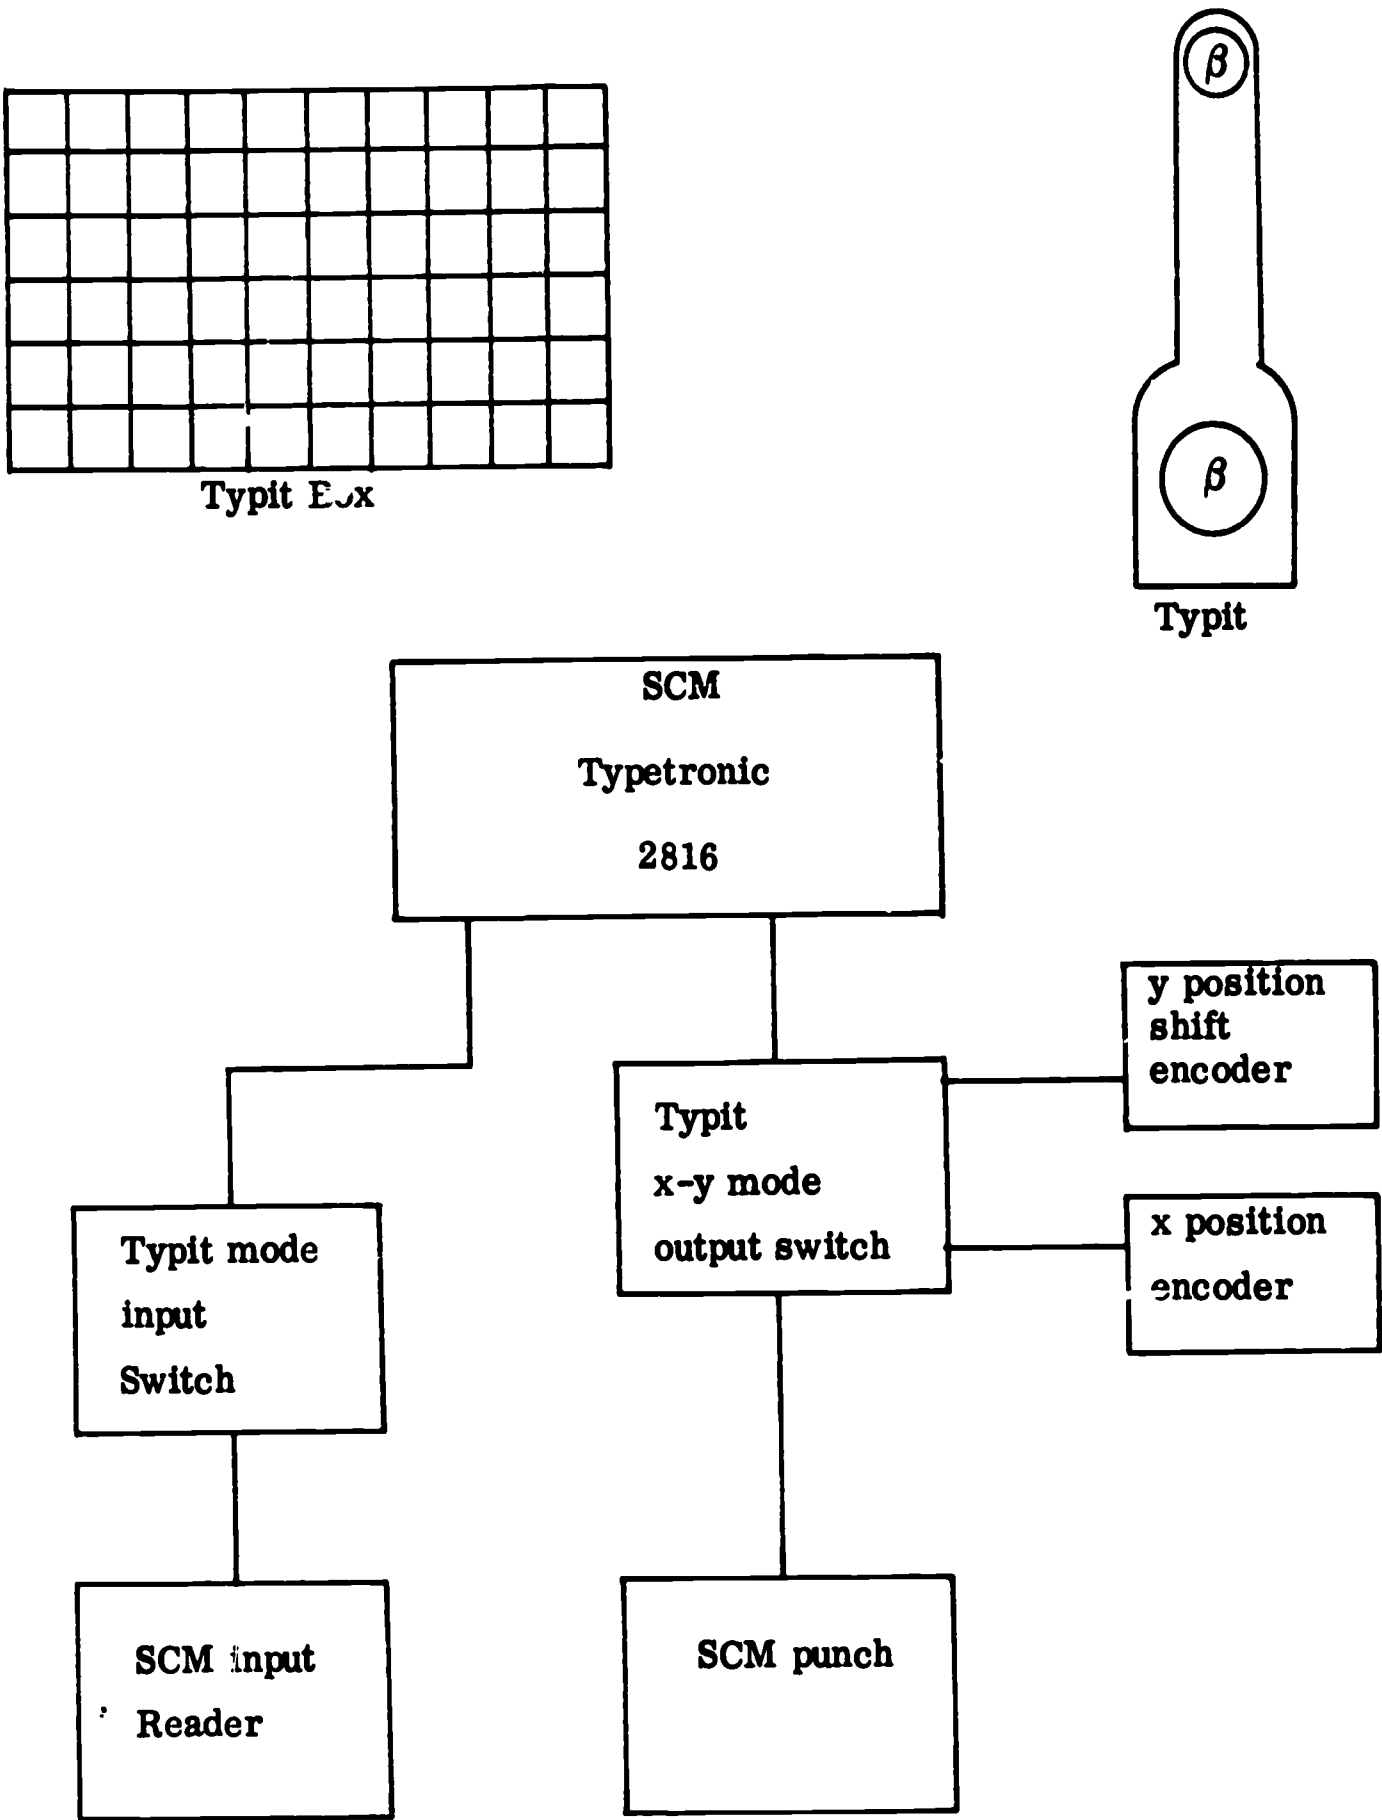 β
β
Typit Box
Typit
SCM
Typetronic
2816
y position
shift
encoder
Typit
x-y mode
output switch
x position
encoder
Typit mode
input
Switch
SCM input
Reader
SCM punch